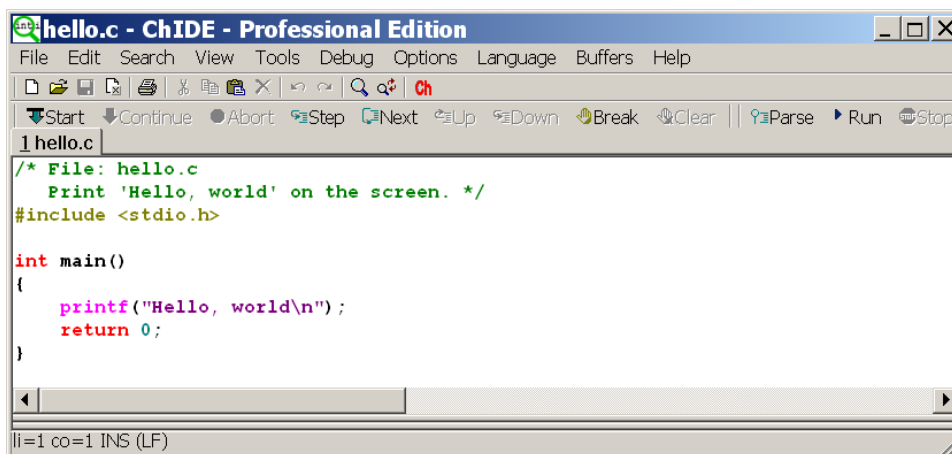 hello.c - ChIDE - Professional Edition
File Edit Search View Tools Debug Options Language Buffers Help
Ch
Start Continue Abort Step Next Up Down Break Clear Parse Run Stop
1 hello.c
/* File: hello.c
   Print 'Hello, world' on the screen. */
#include <stdio.h>
int main()
{
    printf("Hello, world\n");
    return 0;
}
li=1 co=1 INS (LF)